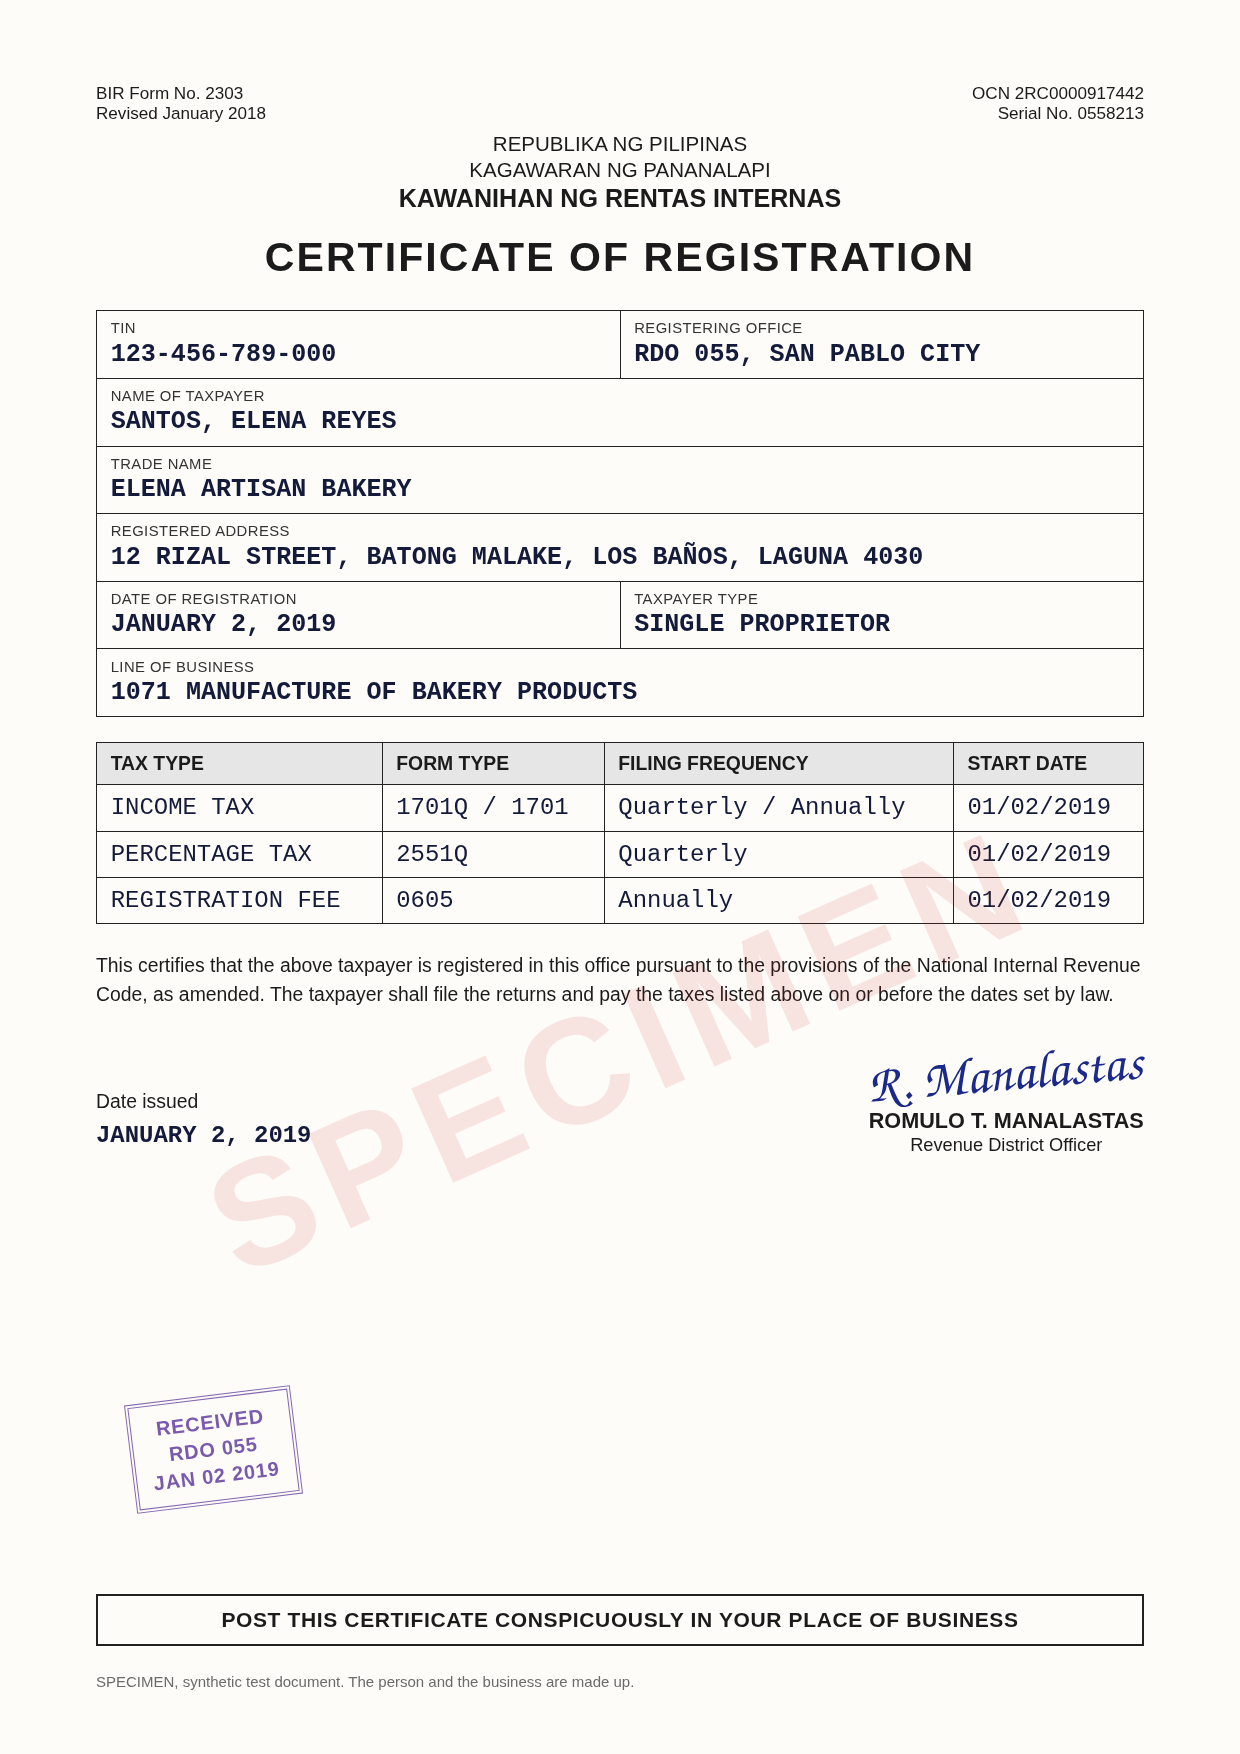 BIR Form No. 2303
Revised January 2018
OCN 2RC0000917442
Serial No. 0558213
REPUBLIKA NG PILIPINAS
KAGAWARAN NG PANANALAPI
KAWANIHAN NG RENTAS INTERNAS
CERTIFICATE OF REGISTRATION
TIN
123-456-789-000
REGISTERING OFFICE
RDO 055, SAN PABLO CITY
NAME OF TAXPAYER
SANTOS, ELENA REYES
TRADE NAME
ELENA ARTISAN BAKERY
REGISTERED ADDRESS
12 RIZAL STREET, BATONG MALAKE, LOS BAÑOS, LAGUNA 4030
DATE OF REGISTRATION
JANUARY 2, 2019
TAXPAYER TYPE
SINGLE PROPRIETOR
LINE OF BUSINESS
1071 MANUFACTURE OF BAKERY PRODUCTS
TAX TYPE FORM TYPE FILING FREQUENCY START DATE
INCOME TAX 1701Q / 1701 Quarterly / Annually 01/02/2019
PERCENTAGE TAX 2551Q Quarterly 01/02/2019
REGISTRATION FEE 0605 Annually 01/02/2019
This certifies that the above taxpayer is registered in this office pursuant to the provisions of the National Internal Revenue
Code, as amended. The taxpayer shall file the returns and pay the taxes listed above on or before the dates set by law.
SPECIMEN
Date issued
JANUARY 2, 2019
R. Manalastas
ROMULO T. MANALASTAS
Revenue District Officer
RECEIVED
RDO 055
JAN 02 2019
POST THIS CERTIFICATE CONSPICUOUSLY IN YOUR PLACE OF BUSINESS
SPECIMEN, synthetic test document. The person and the business are made up.